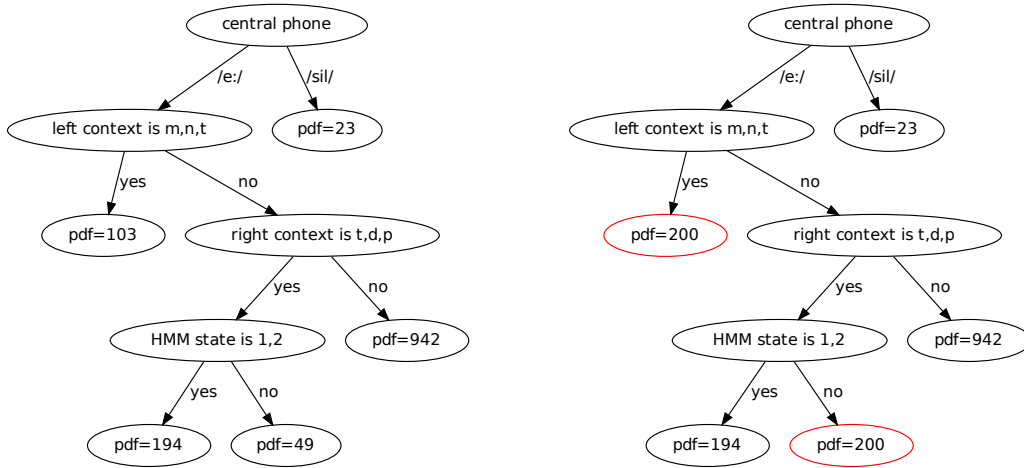 central phone
/e:/
/sil/
left context is m,n,t
pdf=23
yes
no
pdf=103
right context is t,d,p
yes
no
HMM state is 1,2
pdf=942
yes
no
pdf=194
pdf=49
central phone
/e:/
/sil/
left context is m,n,t
pdf=23
yes
no
pdf=200
right context is t,d,p
yes
no
HMM state is 1,2
pdf=942
yes
no
pdf=194
pdf=200